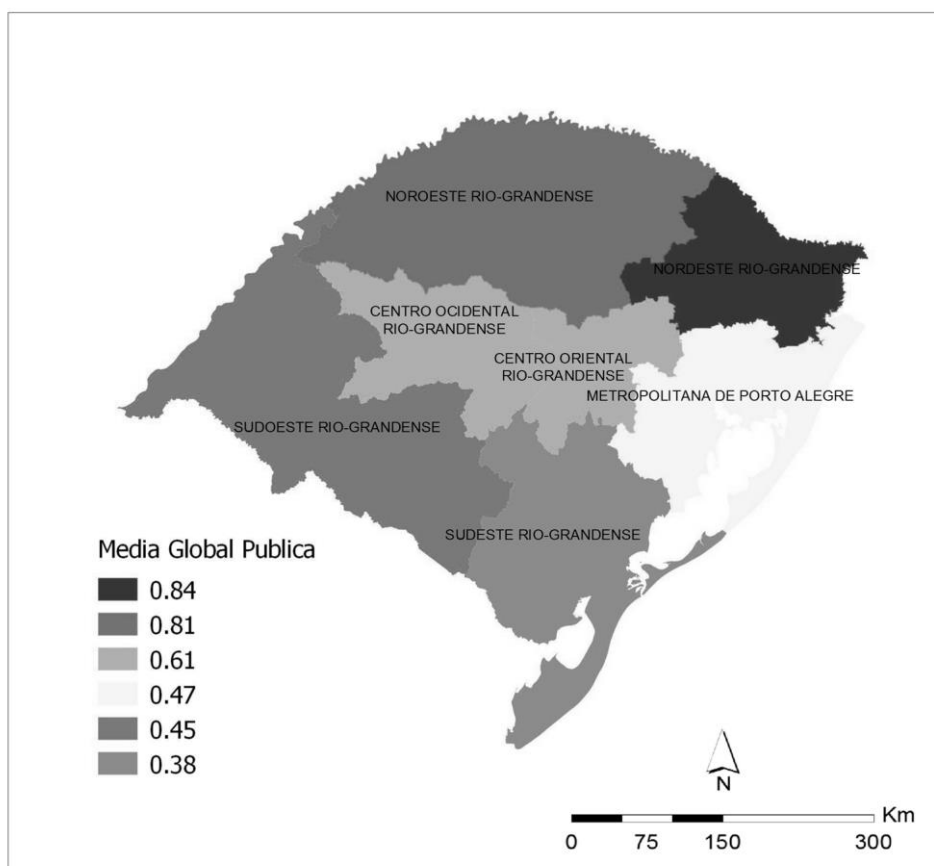 NOROESTE RIO-GRANDENSE
NORDESTE RIO-GRANDENSE
CENTRO OCIDENTAL
RIO-GRANDENSE
CENTRO ORIENTAL
RIO-GRANDENSE
METROPOLITANA DE PORTO ALEGRE
SUDOESTE RIO-GRANDENSE
SUDESTE RIO-GRANDENSE
Media Global Publica
0.84
0.81
0.61
0.47
0.45
0.38
N
Km
0 75 150 300